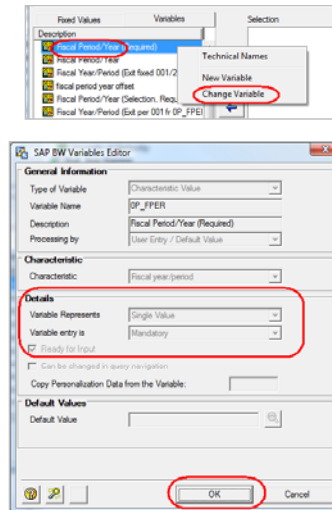 Fixed Values Variables Selection
Description
Fiscal Period/Year (Required)
Fiscal Period/Year
Fiscal Year/Period (Ext fixed 001/2
fiscal period year offset
Fiscal Year/Period (Selection, Requ
Fiscal Year/Period (Ext per 001 fr 0P_FPEI
Technical Names
New Variable
Change Variable
SAP BW Variables Editor
General Information
Type of Variable Characteristic Value
Variable Name 0P_FPER
Description Fiscal Period/Year (Required)
Processing by User Entry / Default Value
Characteristic
Characteristic Fiscal year/period
Details
Variable Represents Single Value
Variable entry is Mandatory
Ready for Input
Can be changed in query navigation
Copy Personalization Data from the Variable:
Default Values
Default Value
OK Cancel